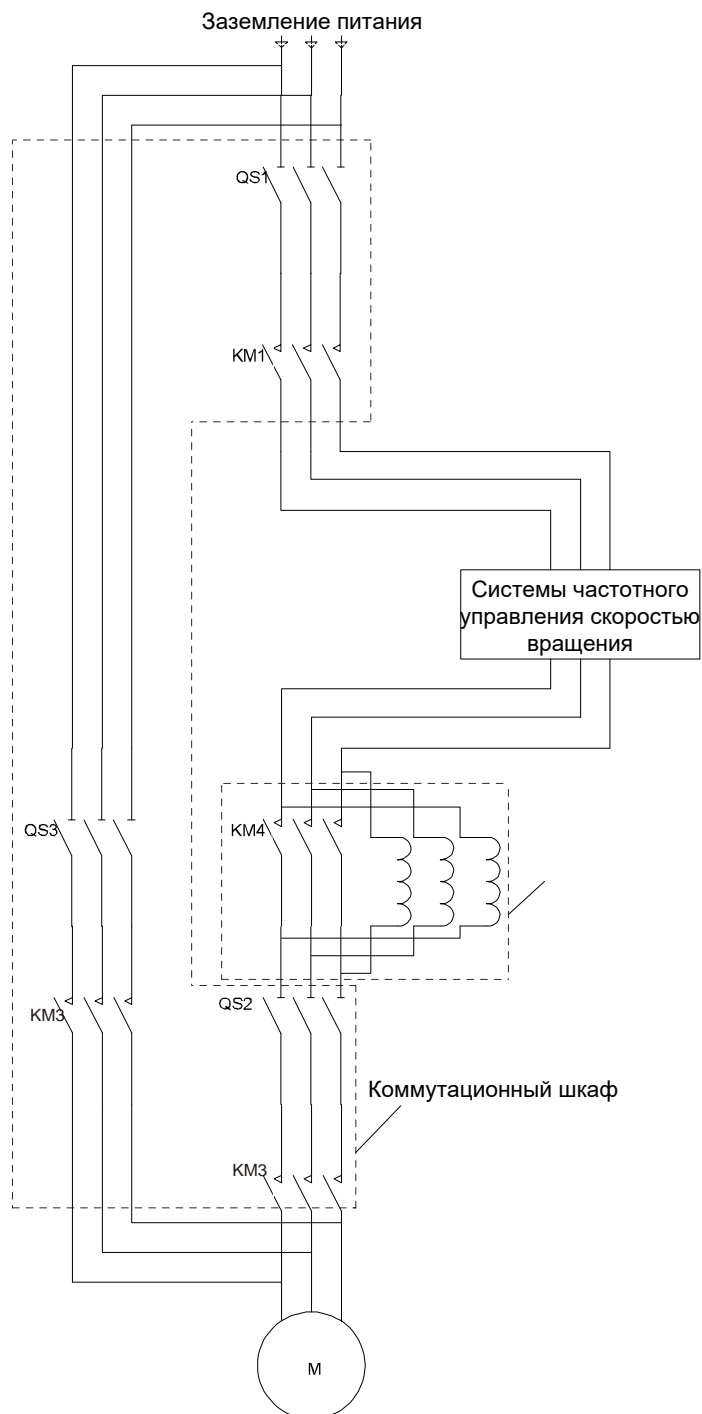 Заземление питания
QS1
KM1
Системы частотного
управления скоростью
вращения
QS3
KM4
KM3
QS2
Коммутационный шкаф
KM3
M